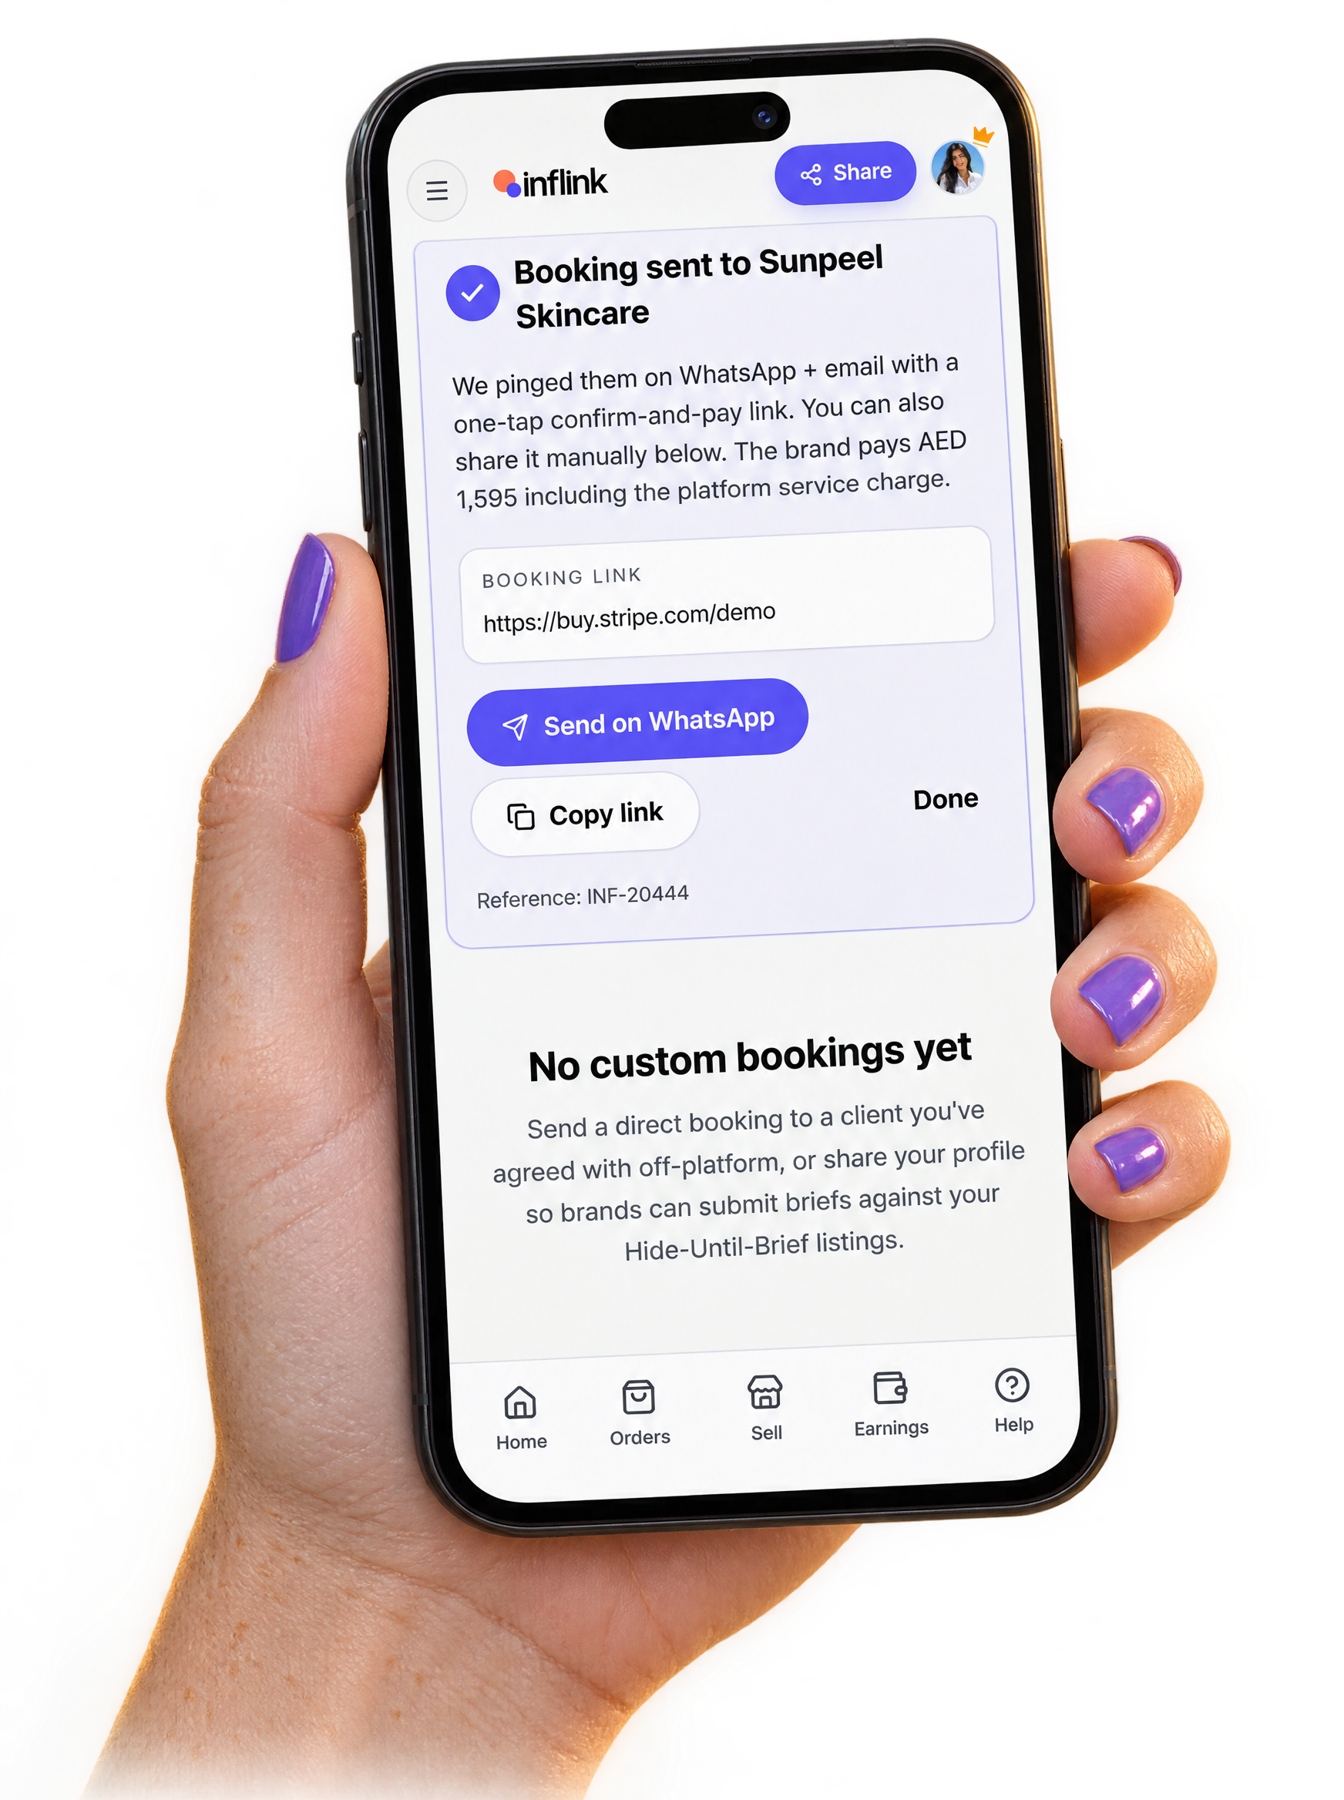 inflink
Share
Booking sent to Sunpeel
Skincare
We pinged them on WhatsApp + email with a
one-tap confirm-and-pay link. You can also
share it manually below. The brand pays AED
1,595 including the platform service charge.
BOOKING LINK
https://buy.stripe.com/demo
Send on WhatsApp
Copy link
Done
Reference: INF-20444
No custom bookings yet
Send a direct booking to a client you've
agreed with off-platform, or share your profile
so brands can submit briefs against your
Hide-Until-Brief listings.
Home
Orders
Sell
Earnings
Help